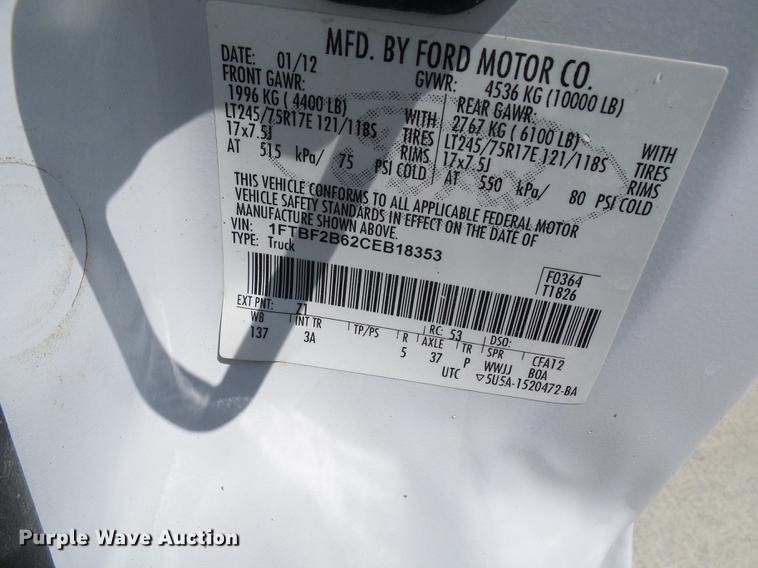 MFD. BY FORD MOTOR CO.
DATE: 01/12 GVWR: 4536 KG (10000 LB)
FRONT GAWR: REAR GAWR:
1996 KG ( 4400 LB) WITH 2767 KG ( 6100 LB) WITH
LT245/75R17E 121/118S TIRES LT245/75R17E 121/118S TIRES
17x7.5J RIMS 17x7.5J RIMS
AT 515 kPa/ 75 PSI COLD AT 550 kPa/ 80 PSI COLD
THIS VEHICLE CONFORMS TO ALL APPLICABLE FEDERAL MOTOR
VEHICLE SAFETY STANDARDS IN EFFECT ON THE DATE OF
MANUFACTURE SHOWN ABOVE.
VIN: 1FTBF2B62CEB18353
TYPE: Truck
F0364
T1826
EXT PNT: Z1 RC: 53 DSO:
WB INT TR TP/PS R AXLE TR SPR CFA12
137 3A 5 37 P WWJJ BOA
UTC ▽5U5A-1520472-BA
Purple Wave Auction